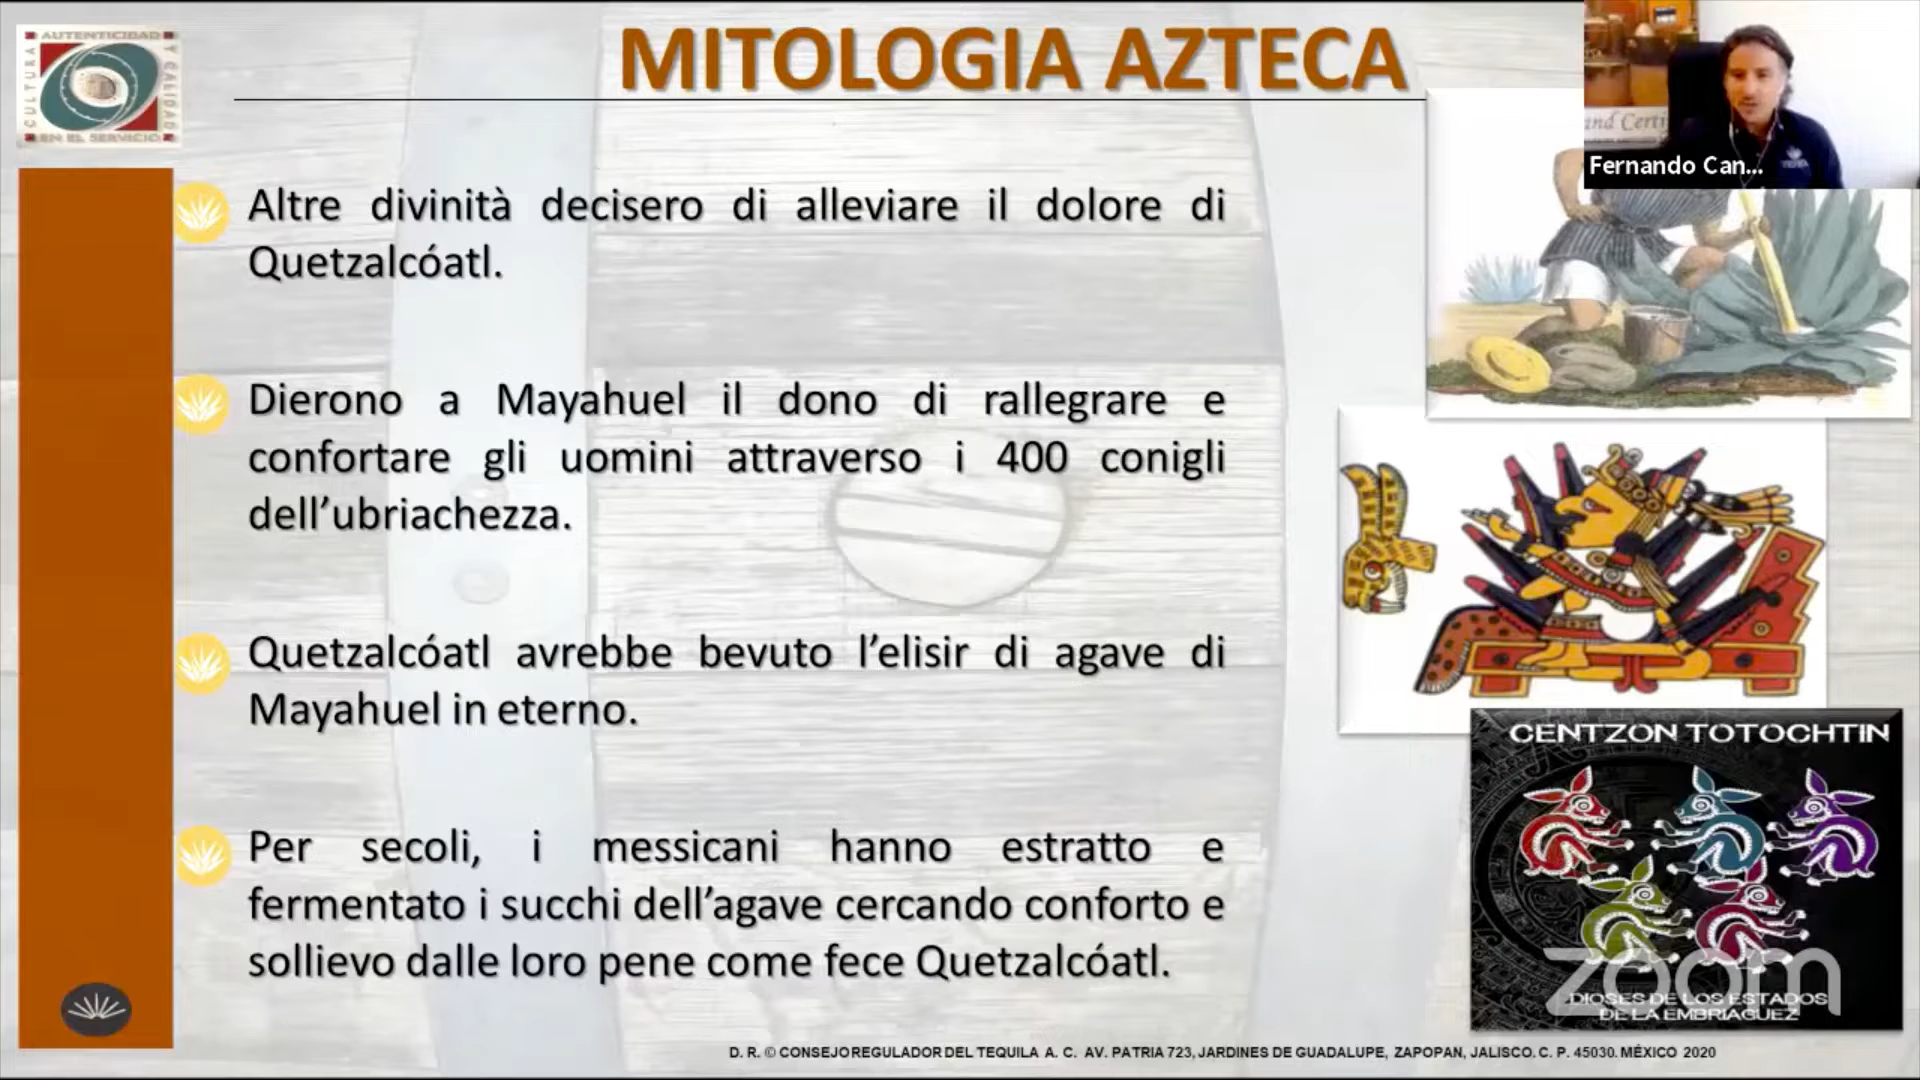 AUTENTICIDAD
CULTURA
Y CALIDAD
EN EL SERVICIO
MITOLOGIA AZTECA
and Certi
Fernando Can...
Altre divinità decisero di alleviare il dolore di
Quetzalcóatl.
Dierono a Mayahuel il dono di rallegrare e
confortare gli uomini attraverso i 400 conigli
dell’ubriachezza.
Quetzalcóatl avrebbe bevuto l’elisir di agave di
Mayahuel in eterno.
Per secoli, i messicani hanno estratto e
fermentato i succhi dell’agave cercando conforto e
sollievo dalle loro pene come fece Quetzalcóatl.
CENTZON TOTOCHTIN
zoom
DIOSES DE LOS ESTADOS
DE LA EMBRIAGUEZ
D. R. © CONSEJO REGULADOR DEL TEQUILA A. C. AV. PATRIA 723, JARDINES DE GUADALUPE, ZAPOPAN, JALISCO. C. P. 45030. MÉXICO 2020